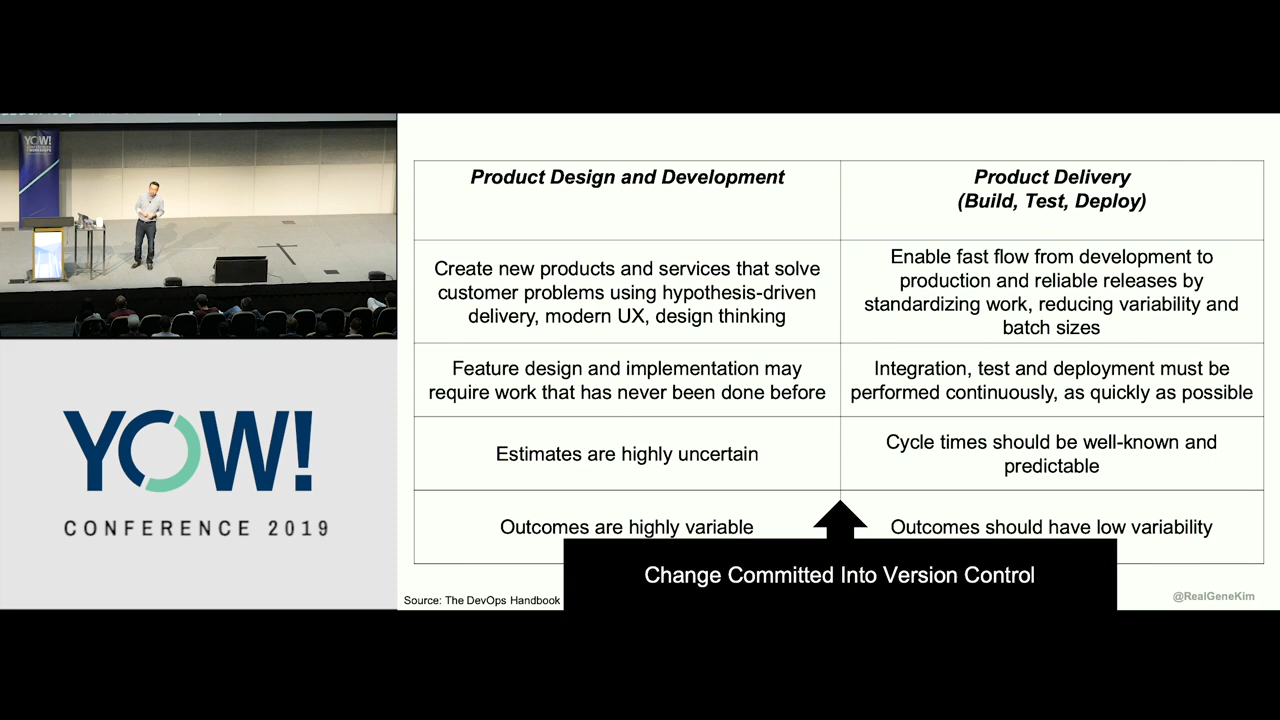 YOW!
YOW!
CONFERENCE 2019
Product Design and Development
Product Delivery
(Build, Test, Deploy)
Create new products and services that solve
customer problems using hypothesis-driven
delivery, modern UX, design thinking
Enable fast flow from development to
production and reliable releases by
standardizing work, reducing variability and
batch sizes
Feature design and implementation may
require work that has never been done before
Integration, test and deployment must be
performed continuously, as quickly as possible
Estimates are highly uncertain
Cycle times should be well-known and
predictable
Outcomes are highly variable
Outcomes should have low variability
Change Committed Into Version Control
Source: The DevOps Handbook
@RealGeneKim